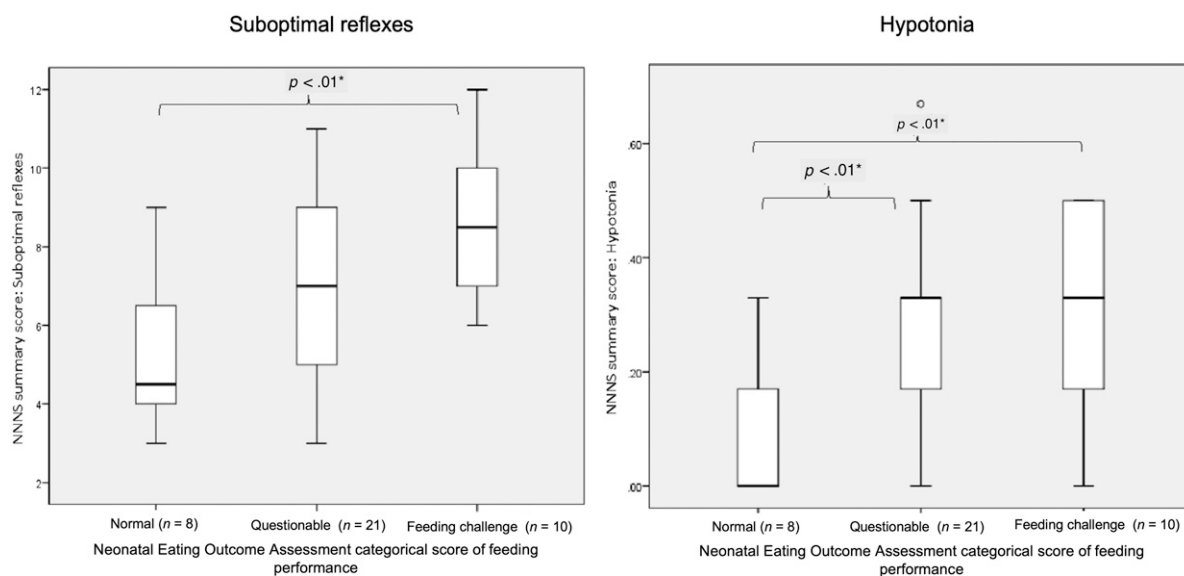 Suboptimal reflexes
NNNS summary score: Suboptimal reflexes
12
10
8
6
4
2
p < .01*
Normal (n = 8)
Questionable (n = 21)
Feeding challenge (n = 10)
Neonatal Eating Outcome Assessment categorical score of feeding
performance
Hypotonia
NNNS summary score: Hypotonia
.60
.40
.20
.00
p < .01*
p < .01*
Normal (n = 8)
Questionable (n = 21)
Feeding challenge (n = 10)
Neonatal Eating Outcome Assessment categorical score of feeding
performance